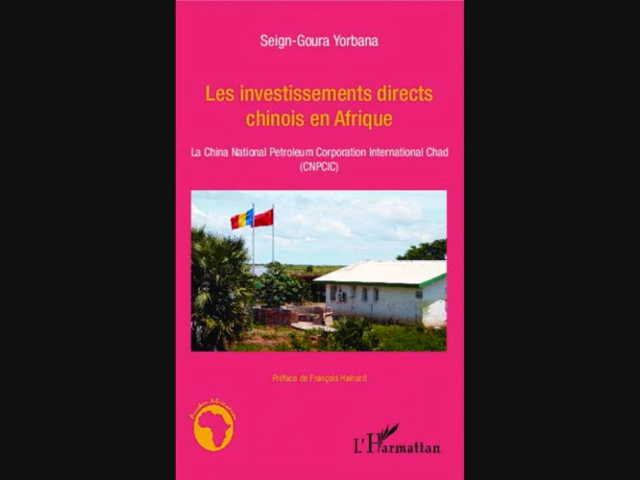 Seign-Goura Yorbana
Les investissements directs
chinois en Afrique
La China National Petroleum Corporation International Chad
(CNPCIC)
Préface de François Hainard
L'Harmattan